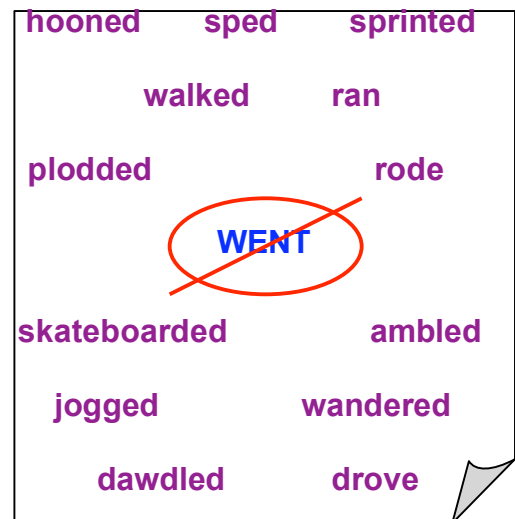 hooned sped sprinted
walked ran
plodded rode
WENT
skateboarded ambled
jogged wandered
dawdled drove